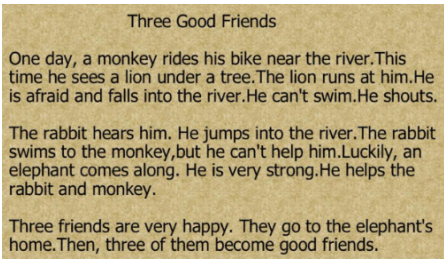 Three Good Friends
One day, a monkey rides his bike near the river.This
time he sees a lion under a tree.The lion runs at him.He
is afraid and falls into the river.He can't swim.He shouts.
The rabbit hears him. He jumps into the river.The rabbit
swims to the monkey,but he can't help him.Luckily, an
elephant comes along. He is very strong.He helps the
rabbit and monkey.
Three friends are very happy. They go to the elephant's
home.Then, three of them become good friends.